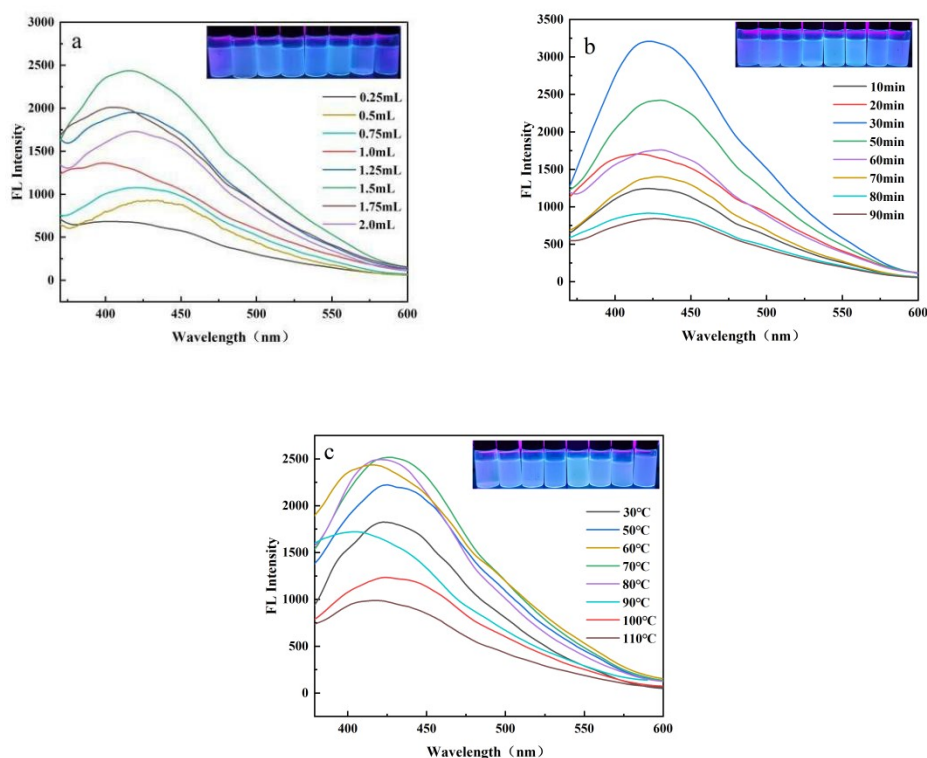 a
3000
2500
2000
1500
1000
500
0
FL Intensity
0.25mL
0.5mL
0.75mL
1.0mL
1.25mL
1.5mL
1.75mL
2.0mL
400
450
500
550
600
Wavelength（nm）
b
3500
3000
2500
2000
1500
1000
500
0
FL Intensity
10min
20min
30min
50min
60min
70min
80min
90min
400
450
500
550
600
Wavelength（nm）
c
2500
2000
1500
1000
500
0
FL Intensity
30℃
50℃
60℃
70℃
80℃
90℃
100℃
110℃
400
450
500
550
600
Wavelength（nm）